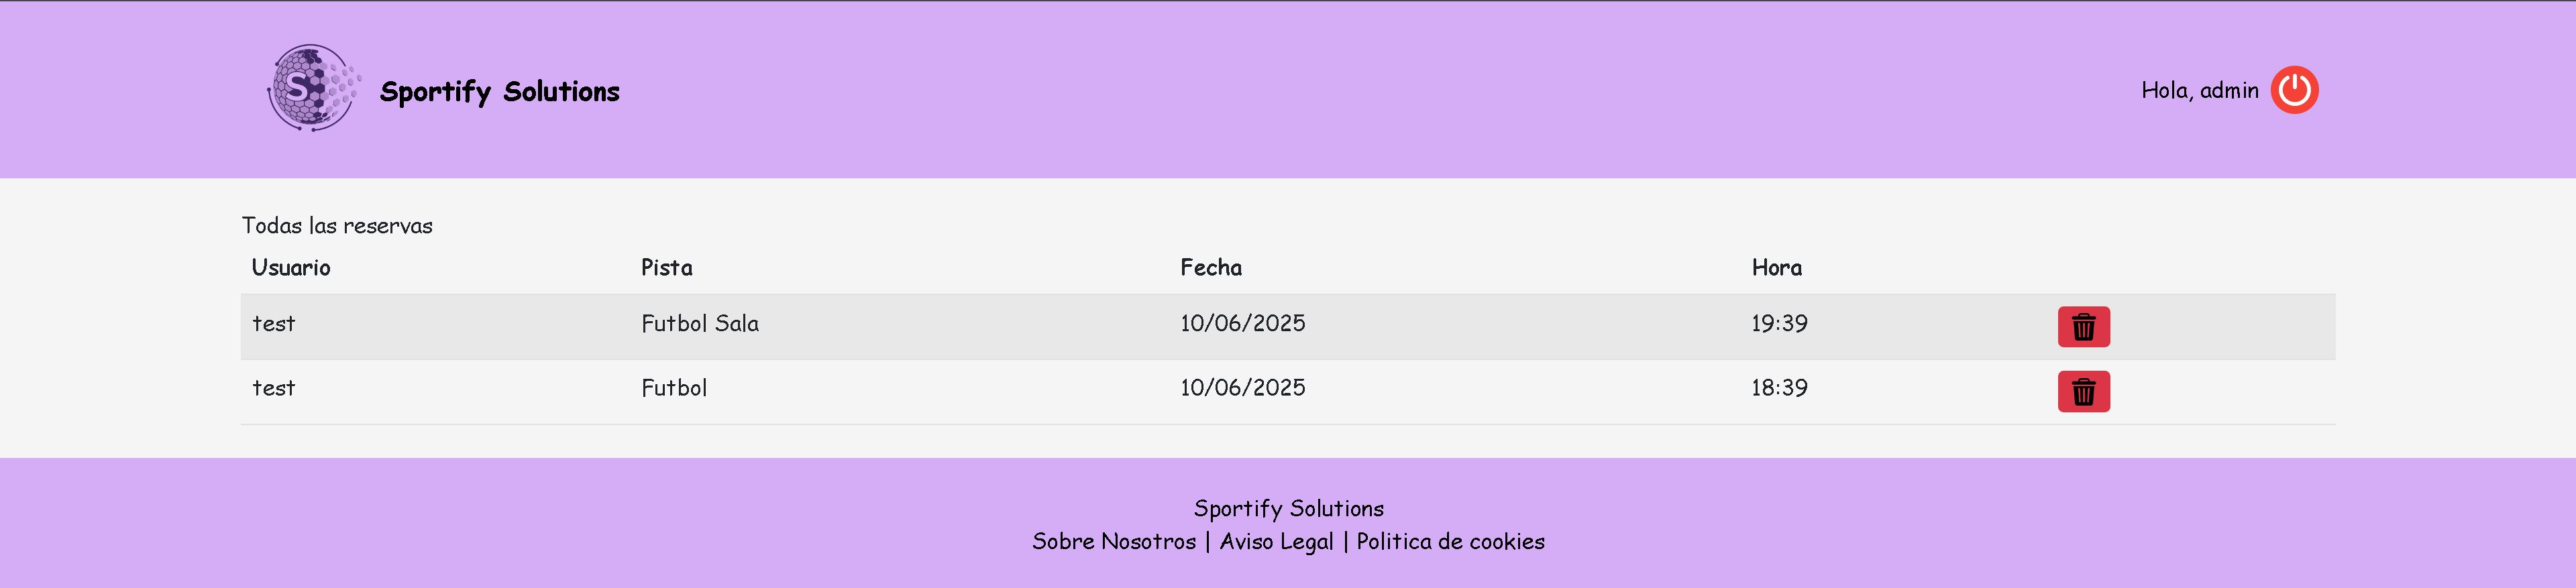 S
Sportify Solutions
Hola, admin
Todas las reservas
Usuario Pista Fecha Hora
test Futbol Sala 10/06/2025 19:39
test Futbol 10/06/2025 18:39
Sportify Solutions
Sobre Nosotros | Aviso Legal | Politica de cookies